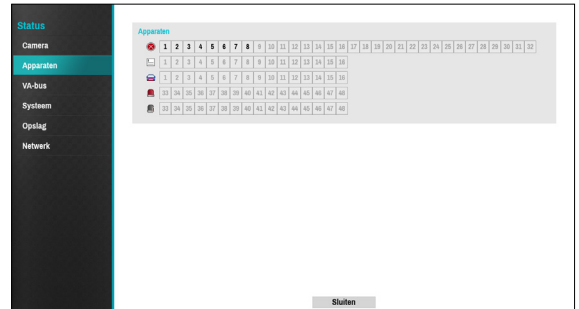 Status
Camera
Apparaten
VA-bus
Systeem
Opslag
Netwerk
Apparaten
1 2 3 4 5 6 7 8 9 10 11 12 13 14 15 16 17 18 19 20 21 22 23 24 25 26 27 28 29 30 31 32
1 2 3 4 5 6 7 8 9 10 11 12 13 14 15 16
1 2 3 4 5 6 7 8 9 10 11 12 13 14 15 16
33 34 35 36 37 38 39 40 41 42 43 44 45 46 47 48
33 34 35 36 37 38 39 40 41 42 43 44 45 46 47 48
Sluiten